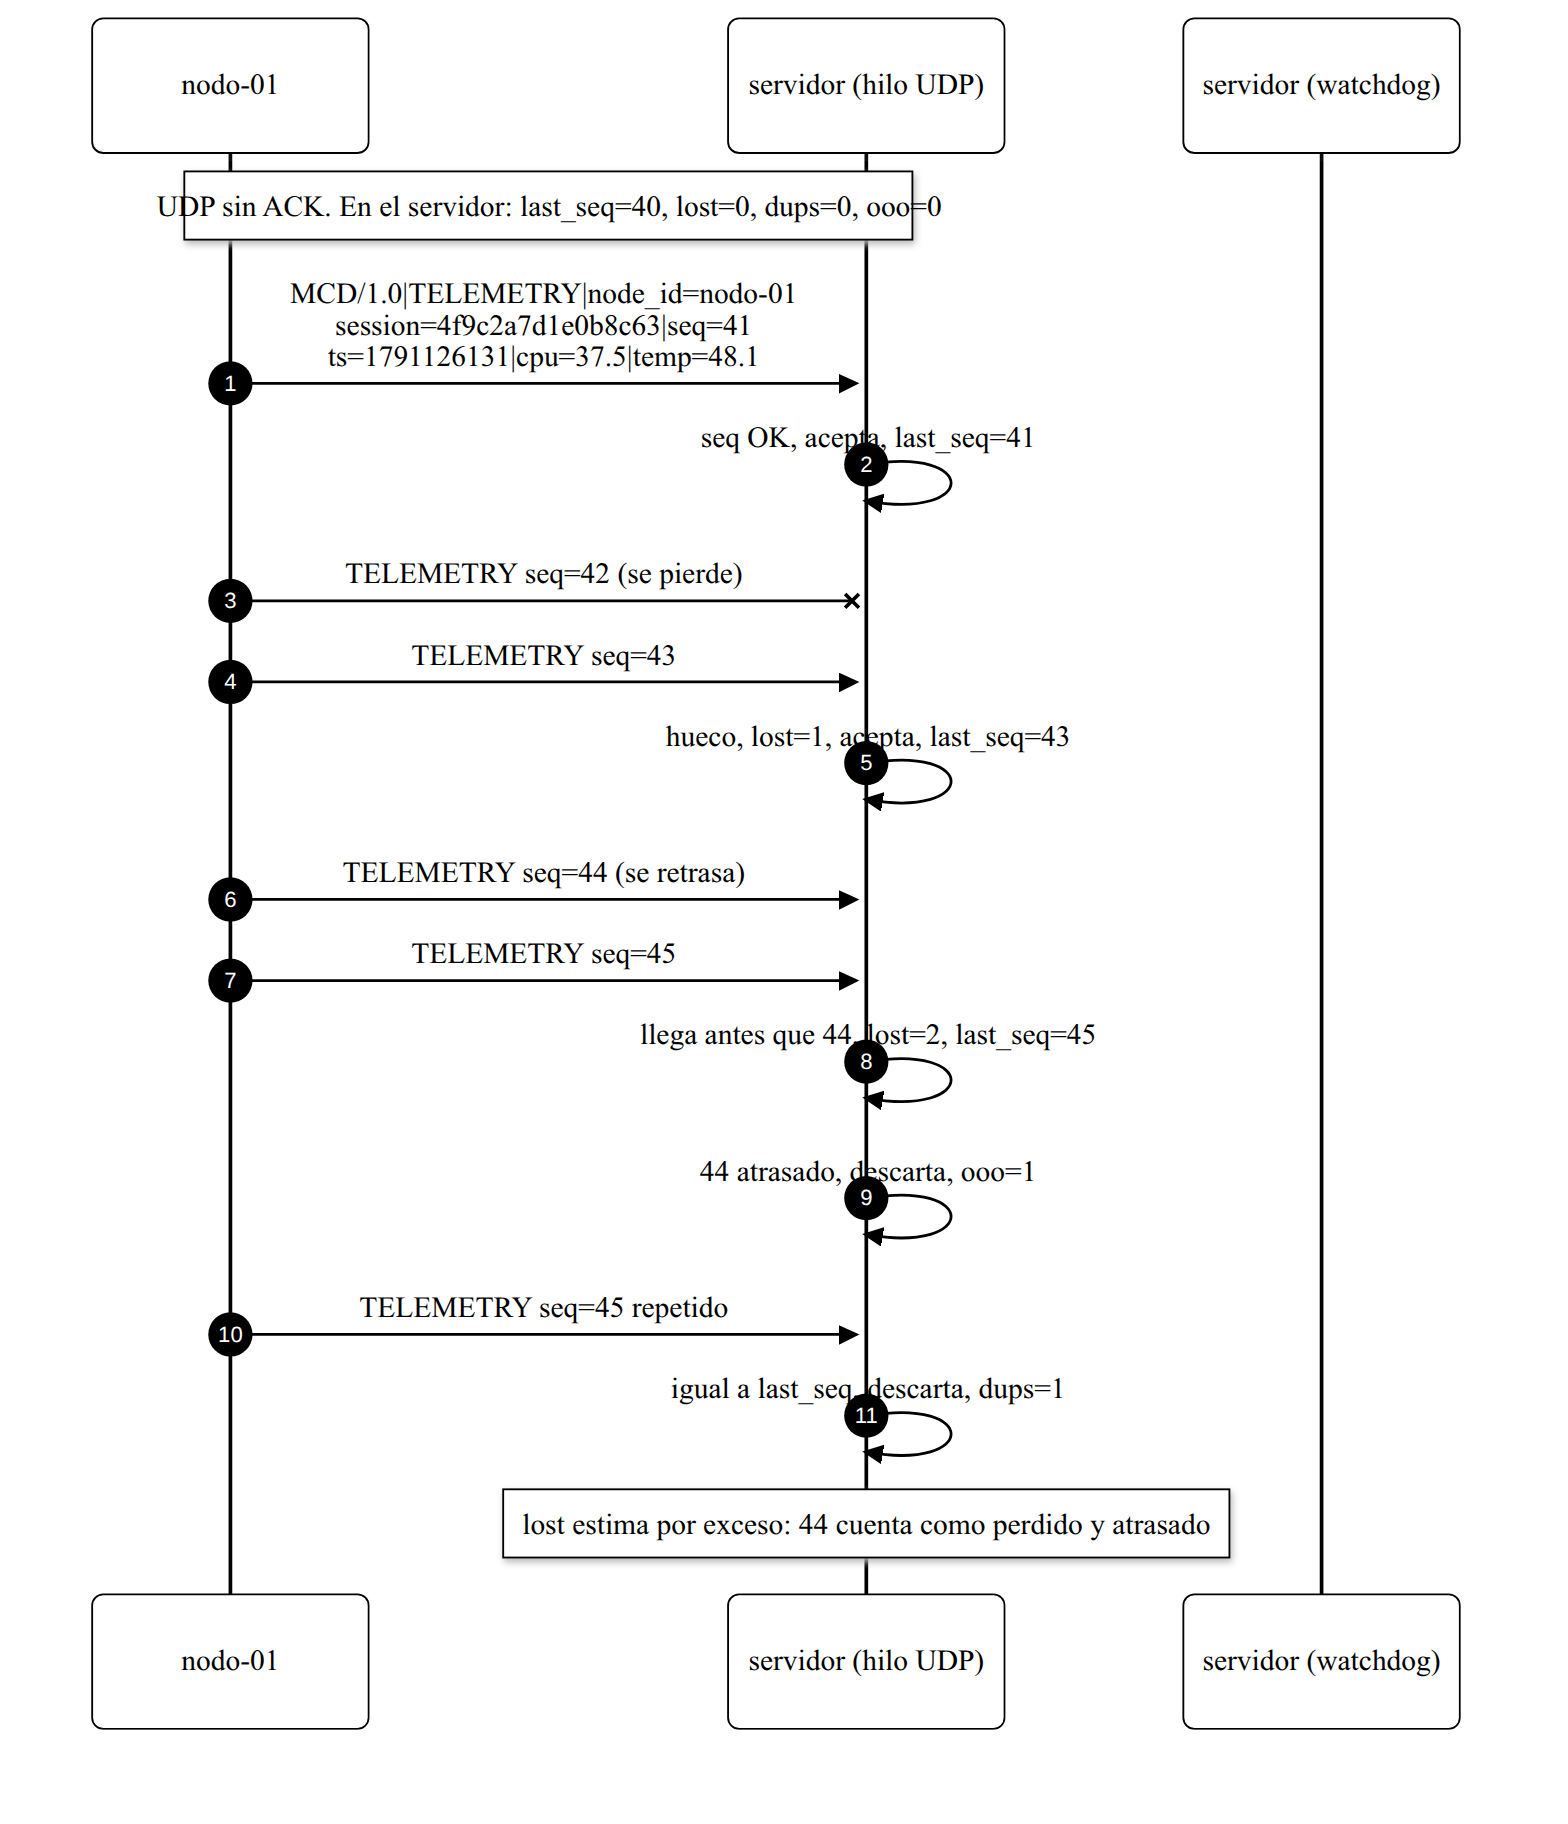 nodo-01
servidor (hilo UDP)
servidor (watchdog)
UDP sin ACK. En el servidor: last_seq=40, lost=0, dups=0, ooo=0
MCD/1.0|TELEMETRY|node_id=nodo-01
session=4f9c2a7d1e0b8c63|seq=41
ts=1791126131|cpu=37.5|temp=48.1
1
seq OK, acepta, last_seq=41
2
TELEMETRY seq=42 (se pierde)
3
TELEMETRY seq=43
4
hueco, lost=1, acepta, last_seq=43
5
TELEMETRY seq=44 (se retrasa)
6
TELEMETRY seq=45
7
llega antes que 44, lost=2, last_seq=45
8
44 atrasado, descarta, ooo=1
9
TELEMETRY seq=45 repetido
10
igual a last_seq, descarta, dups=1
11
lost estima por exceso: 44 cuenta como perdido y atrasado
nodo-01
servidor (hilo UDP)
servidor (watchdog)